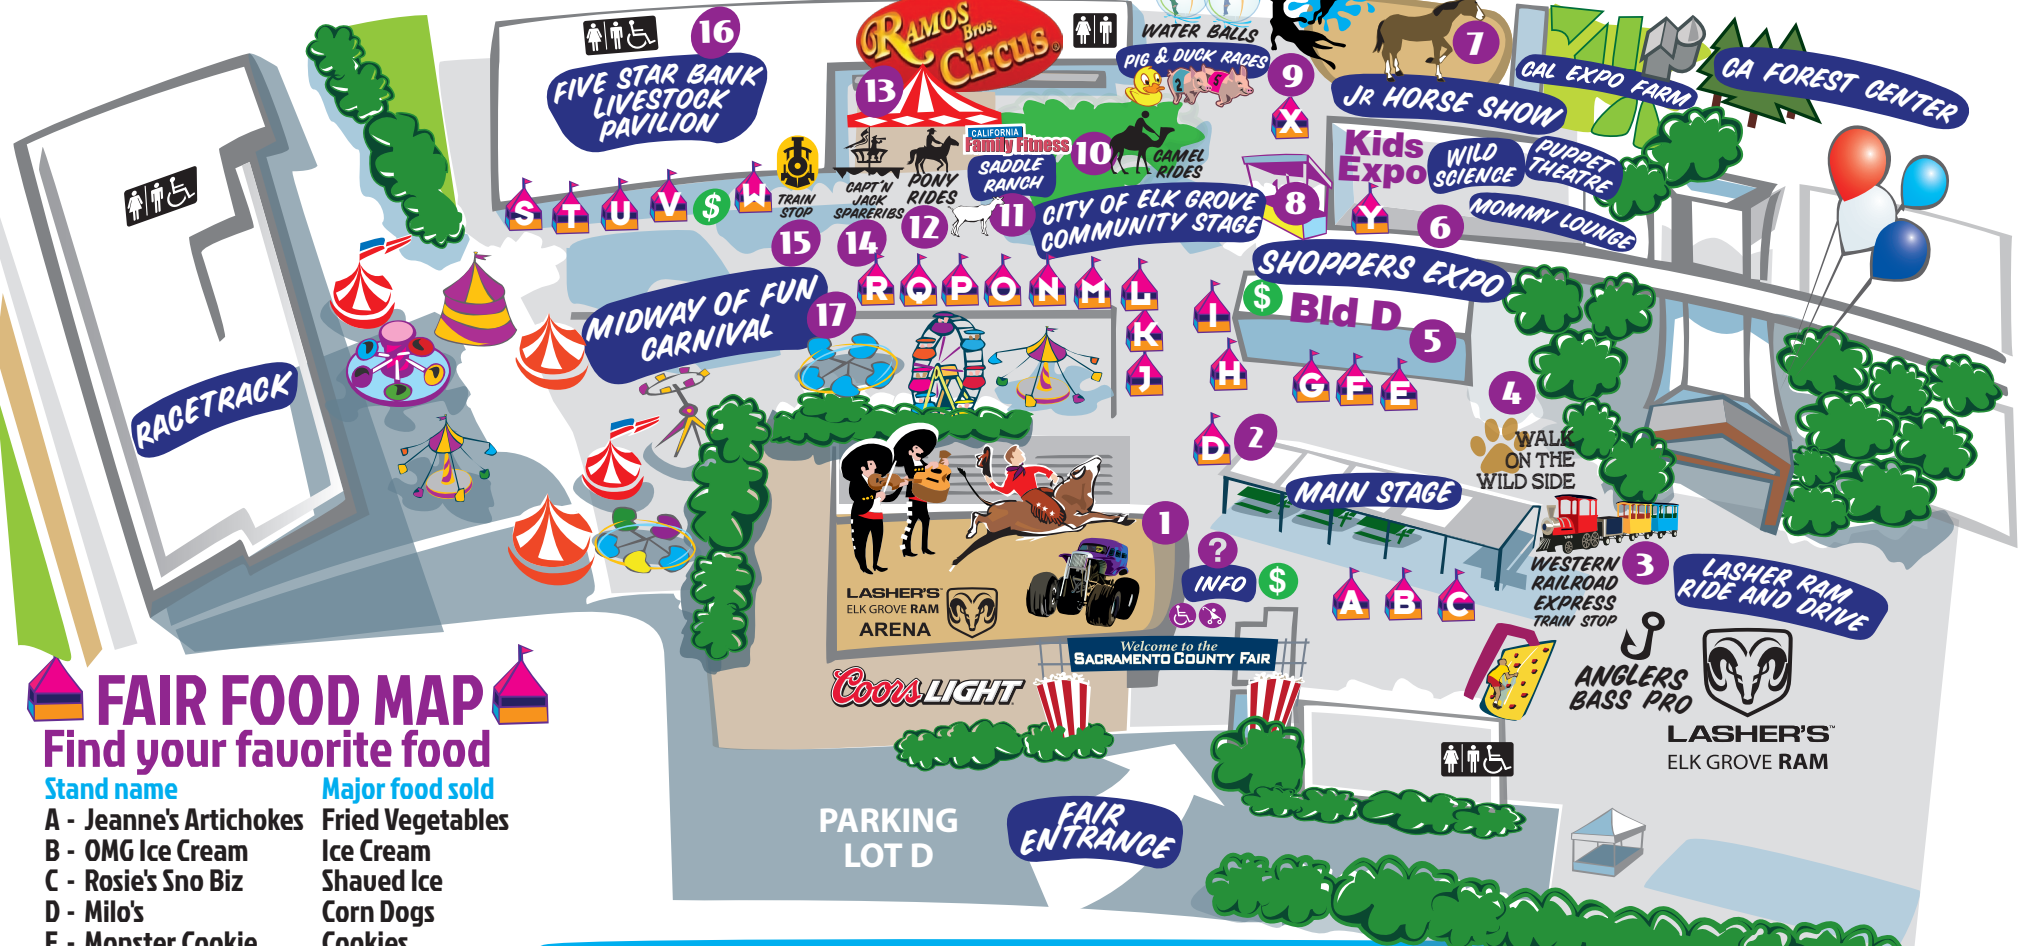 16
FIVE STAR BANK
LIVESTOCK
PAVILION
RAMOS
Bros.
Circus
13
WATER BALLS
PIG & DUCK RACES
2
5
9
X
7
JR HORSE SHOW
CAL EXPO FARM
CA FOREST CENTER
CALIFORNIA
Family Fitness
SADDLE
RANCH
10
CAMEL
RIDES
Kids
Expo
WILD
SCIENCE
PUPPET
THEATRE
MOMMY LOUNGE
S
T
U
V
$
W
TRAIN
STOP
CAPT'N
JACK
SPARERIBS
PONY
RIDES
12
11
CITY OF ELK GROVE
COMMUNITY STAGE
8
Y
6
15
14
SHOPPERS EXPO
R
Q
P
O
N
M
L
K
J
I
H
$
Bld D
5
G
F
E
MIDWAY OF FUN
CARNIVAL
17
RACETRACK
4
WALK
ON THE
WILD SIDE
D
2
MAIN STAGE
1
?
INFO
$
A
B
C
WESTERN
RAILROAD
EXPRESS
TRAIN STOP
3
LASHER RAM
RIDE AND DRIVE
LASHER'S
ELK GROVE RAM
ARENA
Welcome to the
SACRAMENTO COUNTY FAIR
Coors LIGHT
ANGLERS
BASS PRO
LASHER'S™
ELK GROVE RAM
PARKING
LOT D
FAIR
ENTRANCE
FAIR FOOD MAP
Find your favorite food
Stand name Major food sold
A - Jeanne's Artichokes Fried Vegetables
B - OMG Ice Cream Ice Cream
C - Rosie's Sno Biz Shaved Ice
D - Milo's Corn Dogs
E - Monster Cookie Cookies